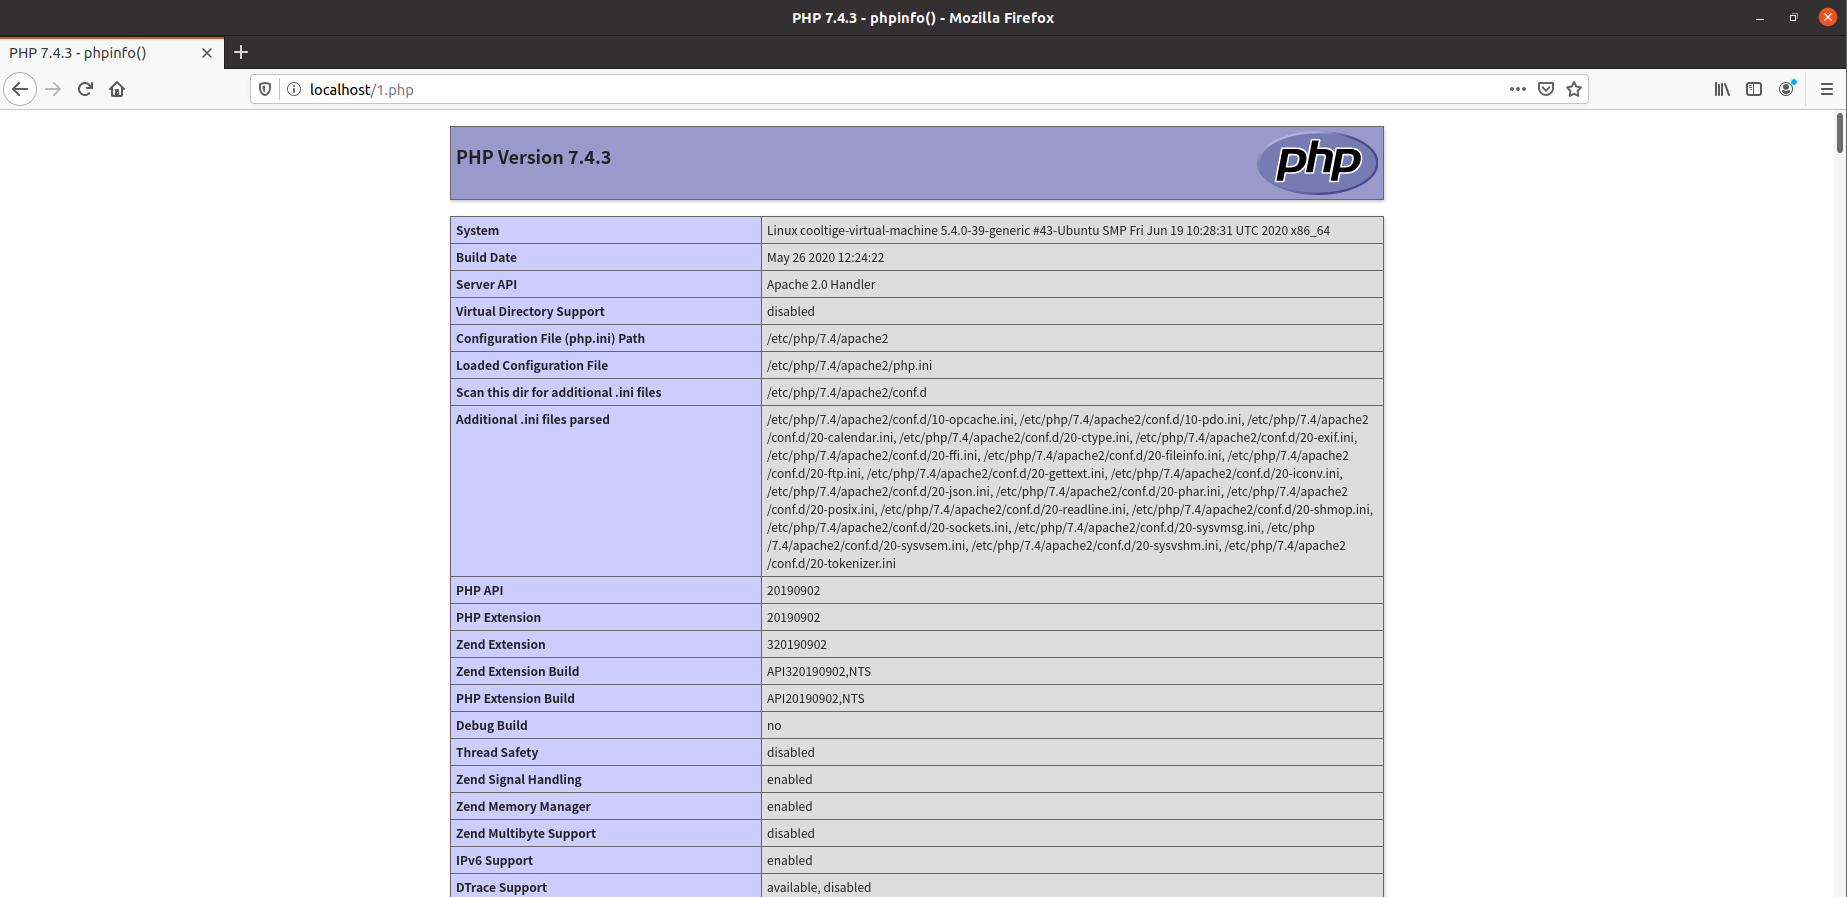 PHP 7.4.3 - phpinfo() - Mozilla Firefox
PHP 7.4.3 - phpinfo()
localhost/1.php
PHP Version 7.4.3
php
System Linux cooltige-virtual-machine 5.4.0-39-generic #43-Ubuntu SMP Fri Jun 19 10:28:31 UTC 2020 x86_64
Build Date May 26 2020 12:24:22
Server API Apache 2.0 Handler
Virtual Directory Support disabled
Configuration File (php.ini) Path /etc/php/7.4/apache2
Loaded Configuration File /etc/php/7.4/apache2/php.ini
Scan this dir for additional .ini files /etc/php/7.4/apache2/conf.d
Additional .ini files parsed /etc/php/7.4/apache2/conf.d/10-opcache.ini, /etc/php/7.4/apache2/conf.d/10-pdo.ini, /etc/php/7.4/apache2
/conf.d/20-calendar.ini, /etc/php/7.4/apache2/conf.d/20-ctype.ini, /etc/php/7.4/apache2/conf.d/20-exif.ini,
/etc/php/7.4/apache2/conf.d/20-ffi.ini, /etc/php/7.4/apache2/conf.d/20-fileinfo.ini, /etc/php/7.4/apache2
/conf.d/20-ftp.ini, /etc/php/7.4/apache2/conf.d/20-gettext.ini, /etc/php/7.4/apache2/conf.d/20-iconv.ini,
/etc/php/7.4/apache2/conf.d/20-json.ini, /etc/php/7.4/apache2/conf.d/20-phar.ini, /etc/php/7.4/apache2
/conf.d/20-posix.ini, /etc/php/7.4/apache2/conf.d/20-readline.ini, /etc/php/7.4/apache2/conf.d/20-shmop.ini,
/etc/php/7.4/apache2/conf.d/20-sockets.ini, /etc/php/7.4/apache2/conf.d/20-sysvmsg.ini, /etc/php
/7.4/apache2/conf.d/20-sysvsem.ini, /etc/php/7.4/apache2/conf.d/20-sysvshm.ini, /etc/php/7.4/apache2
/conf.d/20-tokenizer.ini
PHP API 20190902
PHP Extension 20190902
Zend Extension 320190902
Zend Extension Build API320190902,NTS
PHP Extension Build API20190902,NTS
Debug Build no
Thread Safety disabled
Zend Signal Handling enabled
Zend Memory Manager enabled
Zend Multibyte Support disabled
IPv6 Support enabled
DTrace Support available, disabled